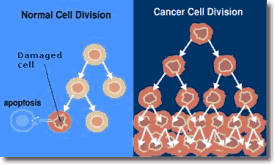 Normal Cell Division
Cancer Cell Division
Damaged
cell
apoptosis